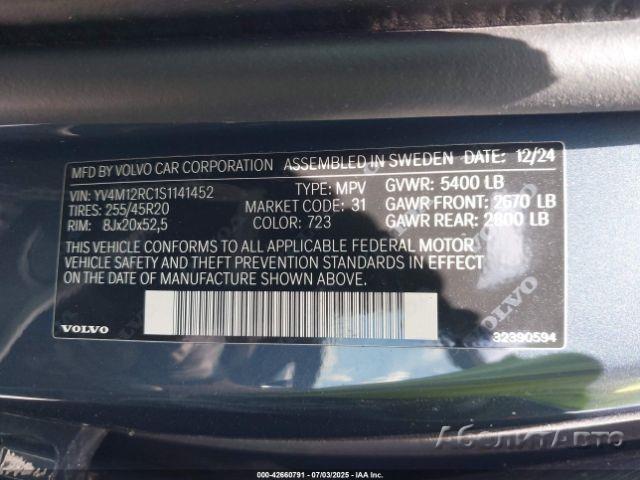 MFD BY VOLVO CAR CORPORATION ASSEMBLED IN SWEDEN DATE: 12/24
VIN: YV4M12RC1S1141452 TYPE: MPV GVWR: 5400 LB
TIRES: 255/45R20 MARKET CODE: 31 GAWR FRONT: 2670 LB
RIM: 8Jx20x52,5 COLOR: 723 GAWR REAR: 2800 LB
THIS VEHICLE CONFORMS TO ALL APPLICABLE FEDERAL MOTOR
VEHICLE SAFETY AND THEFT PREVENTION STANDARDS IN EFFECT
ON THE DATE OF MANUFACTURE SHOWN ABOVE.
VOLVO
VOLVO
32390594
АбелитАвто
000-42660791 - 07/03/2025 - IAA Inc.